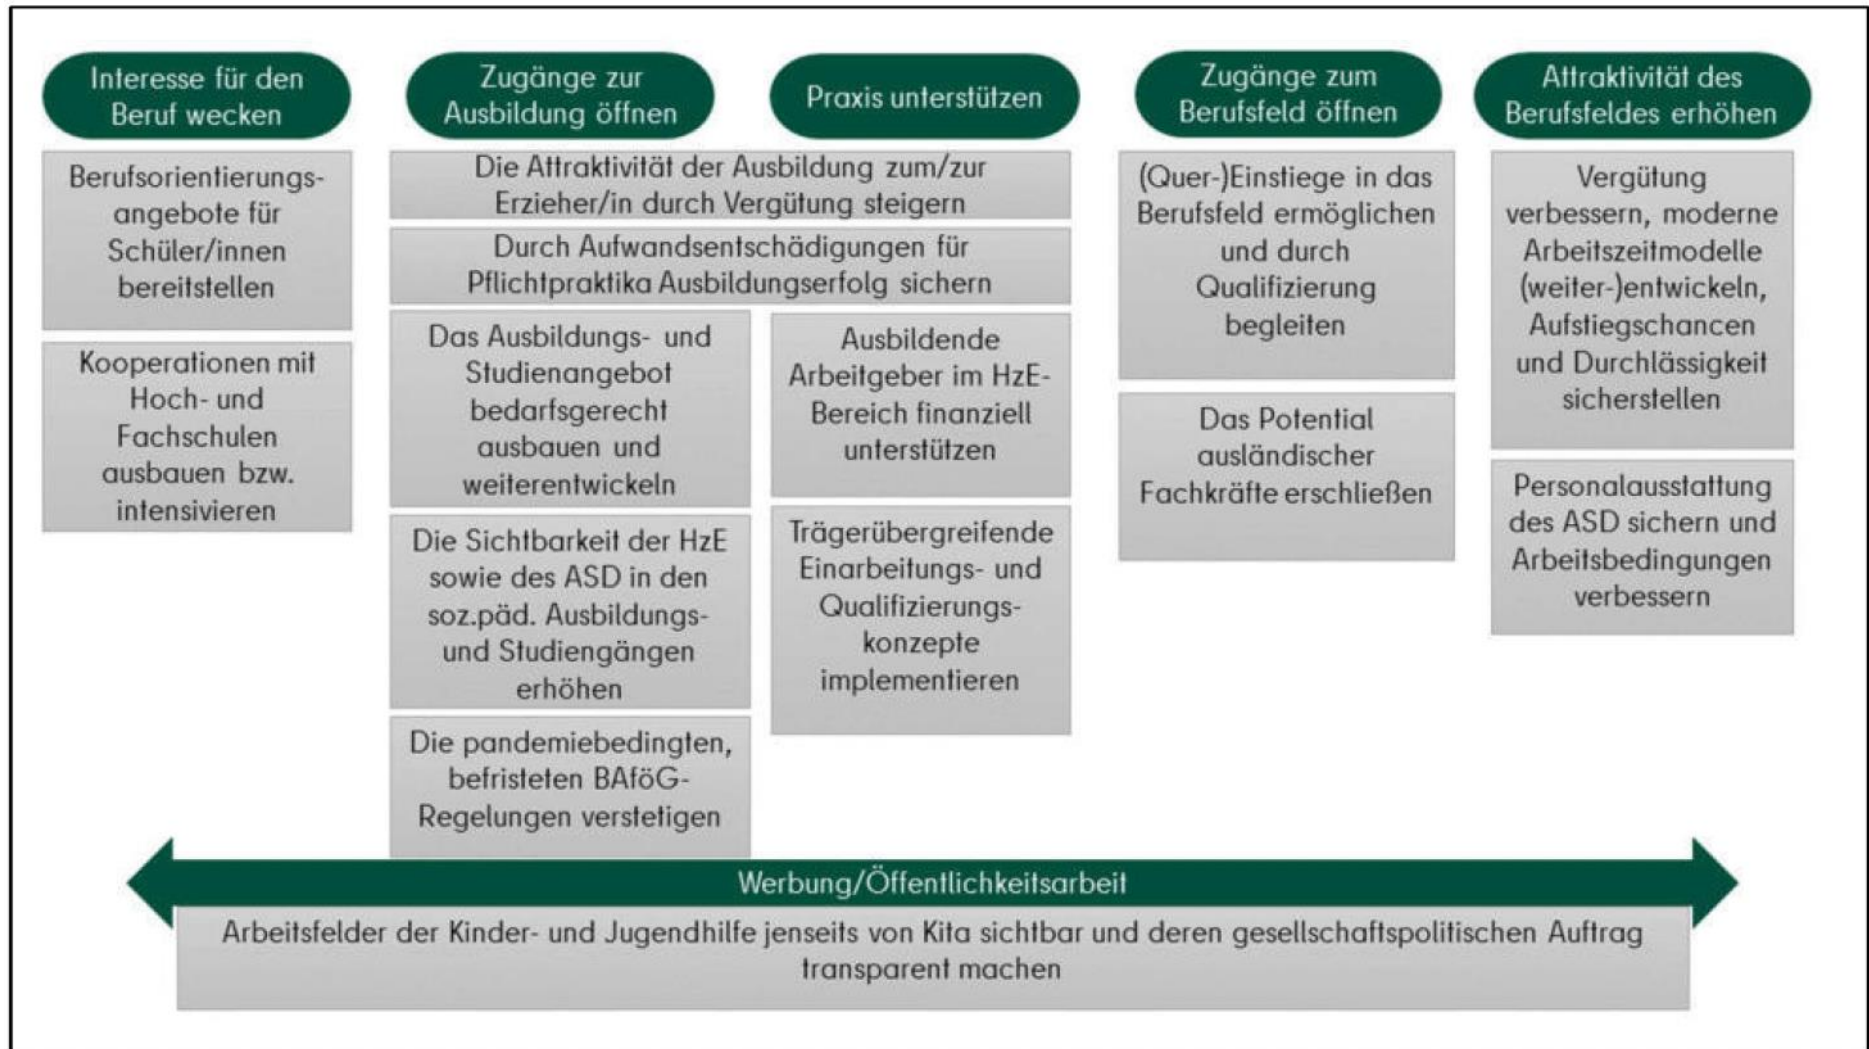 Interesse für den
Beruf wecken
Zugänge zur
Ausbildung öffnen
Praxis unterstützen
Zugänge zum
Berufsfeld öffnen
Attraktivität des
Berufsfeldes erhöhen
Berufsorientierungs-
angebote für
Schüler/innen
bereitstellen
Kooperationen mit
Hoch- und
Fachschulen
ausbauen bzw.
intensivieren
Die Attraktivität der Ausbildung zum/zur
Erzieher/in durch Vergütung steigern
Durch Aufwandsentschädigungen für
Pflichtpraktika Ausbildungserfolg sichern
Das Ausbildungs- und
Studienangebot
bedarfsgerecht
ausbauen und
weiterentwickeln
Die Sichtbarkeit der HzE
sowie des ASD in den
soz.päd. Ausbildungs-
und Studiengängen
erhöhen
Die pandemiebedingten,
befristeten BAföG-
Regelungen verstetigen
Ausbildende
Arbeitgeber im HzE-
Bereich finanziell
unterstützen
Trägerübergreifende
Einarbeitungs- und
Qualifizierungs-
konzepte
implementieren
(Quer-)Einstiege in das
Berufsfeld ermöglichen
und durch
Qualifizierung
begleiten
Das Potential
ausländischer
Fachkräfte erschließen
Vergütung
verbessern, moderne
Arbeitszeitmodelle
(weiter-)entwickeln,
Aufstiegschancen
und Durchlässigkeit
sicherstellen
Personalausstattung
des ASD sichern und
Arbeitsbedingungen
verbessern
Werbung/Öffentlichkeitsarbeit
Arbeitsfelder der Kinder- und Jugendhilfe jenseits von Kita sichtbar und deren gesellschaftspolitischen Auftrag
transparent machen